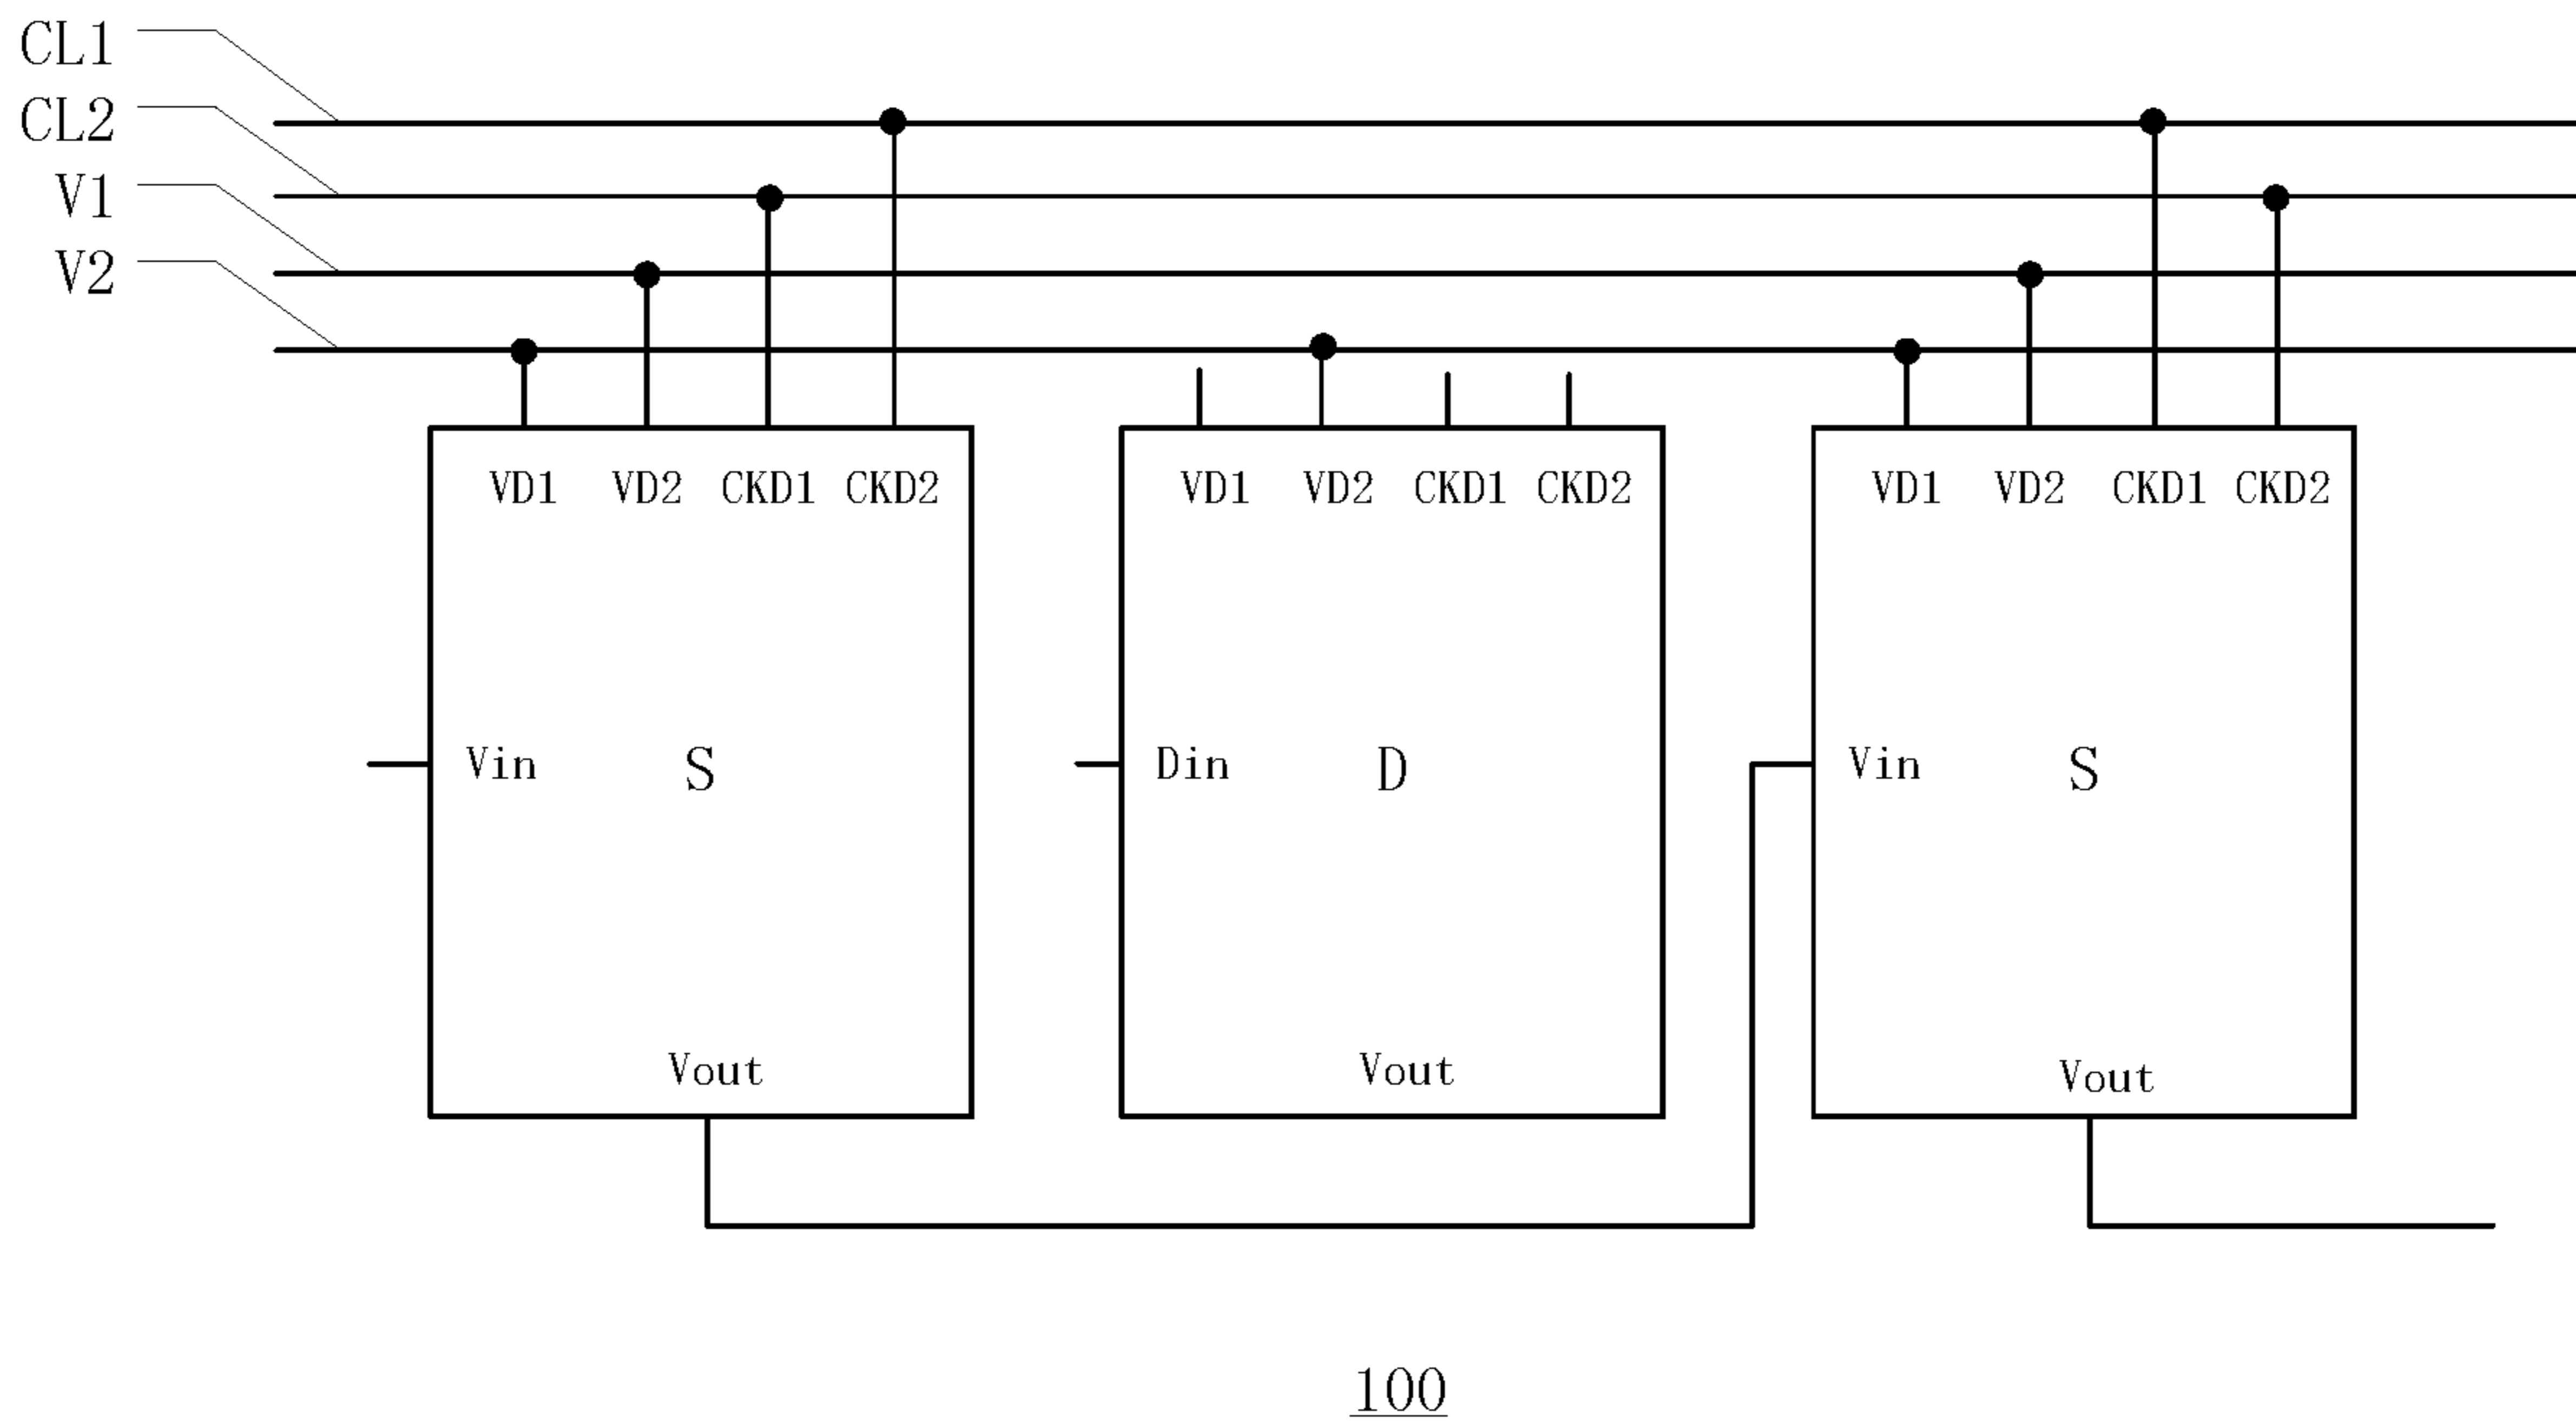 CL1
CL2
V1
V2
VD1 VD2 CKD1 CKD2 VD1 VD2 CKD1 CKD2 VD1 VD2 CKD1 CKD2
Vin S Din D Vin S
Vout Vout Vout
100